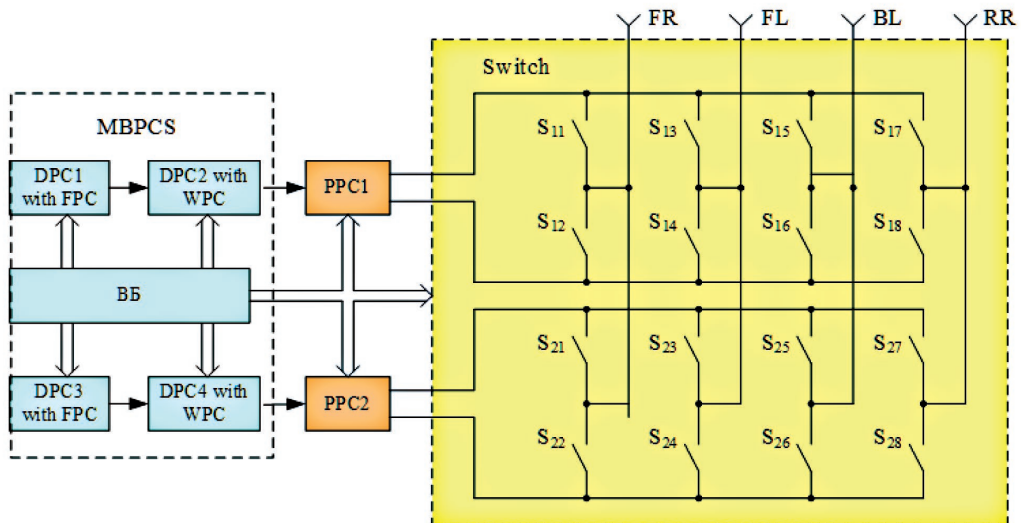 FR FL BL RR
Switch
MBPCS
S₁₁ S₁₃ S₁₅ S₁₇
DPC1
with FPC
DPC2 with
WPC
PPC1
S₁₂ S₁₄ S₁₆ S₁₈
ВБ
S₂₁ S₂₃ S₂₅ S₂₇
DPC3
with FPC
DPC4 with
WPC
PPC2
S₂₂ S₂₄ S₂₆ S₂₈